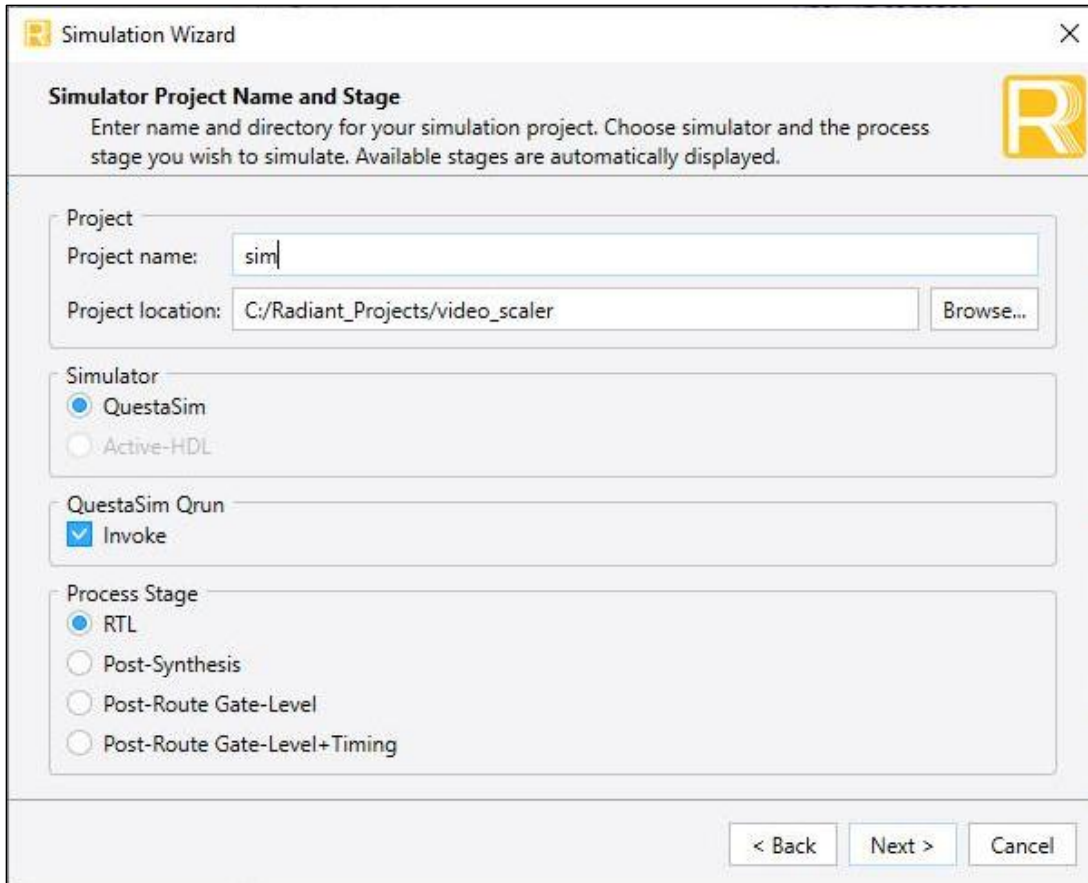 Simulation Wizard
Simulator Project Name and Stage
Enter name and directory for your simulation project. Choose simulator and the process
stage you wish to simulate. Available stages are automatically displayed.
Project
Project name: sim
Project location: C:/Radiant_Projects/video_scaler Browse...
Simulator
QuestaSim
Active-HDL
QuestaSim Qrun
Invoke
Process Stage
RTL
Post-Synthesis
Post-Route Gate-Level
Post-Route Gate-Level+Timing
< Back Next > Cancel